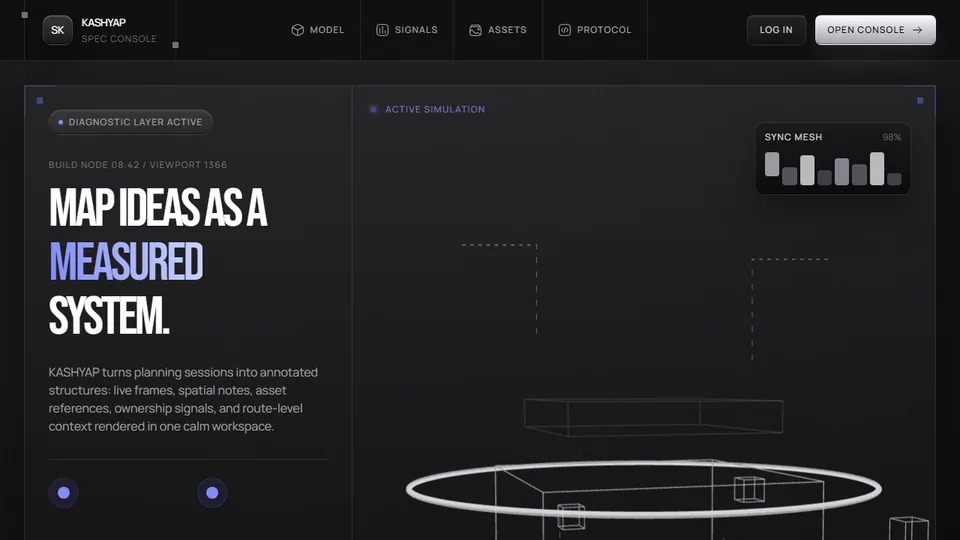 SK
KASHYAP
SPEC CONSOLE
MODEL
SIGNALS
ASSETS
PROTOCOL
LOG IN
OPEN CONSOLE
DIAGNOSTIC LAYER ACTIVE
BUILD NODE 08.42 / VIEWPORT 1366
MAP IDEAS AS A
MEASURED
SYSTEM.
KASHYAP turns planning sessions into annotated
structures: live frames, spatial notes, asset
references, ownership signals, and route-level
context rendered in one calm workspace.
ACTIVE SIMULATION
SYNC MESH
98%